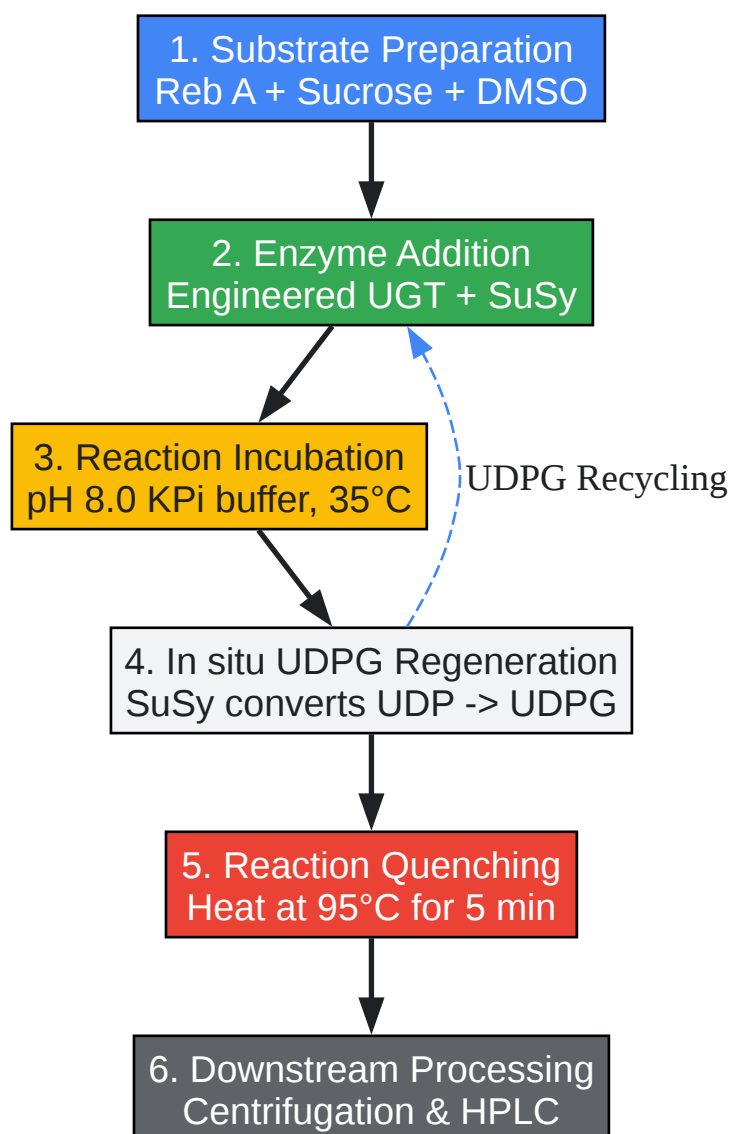 1. Substrate Preparation
Reb A + Sucrose + DMSO
2. Enzyme Addition
Engineered UGT + SuSy
3. Reaction Incubation
pH 8.0 KPi buffer, 35°C
UDPG Recycling
4. In situ UDPG Regeneration
SuSy converts UDP -> UDPG
5. Reaction Quenching
Heat at 95°C for 5 min
6. Downstream Processing
Centrifugation & HPLC